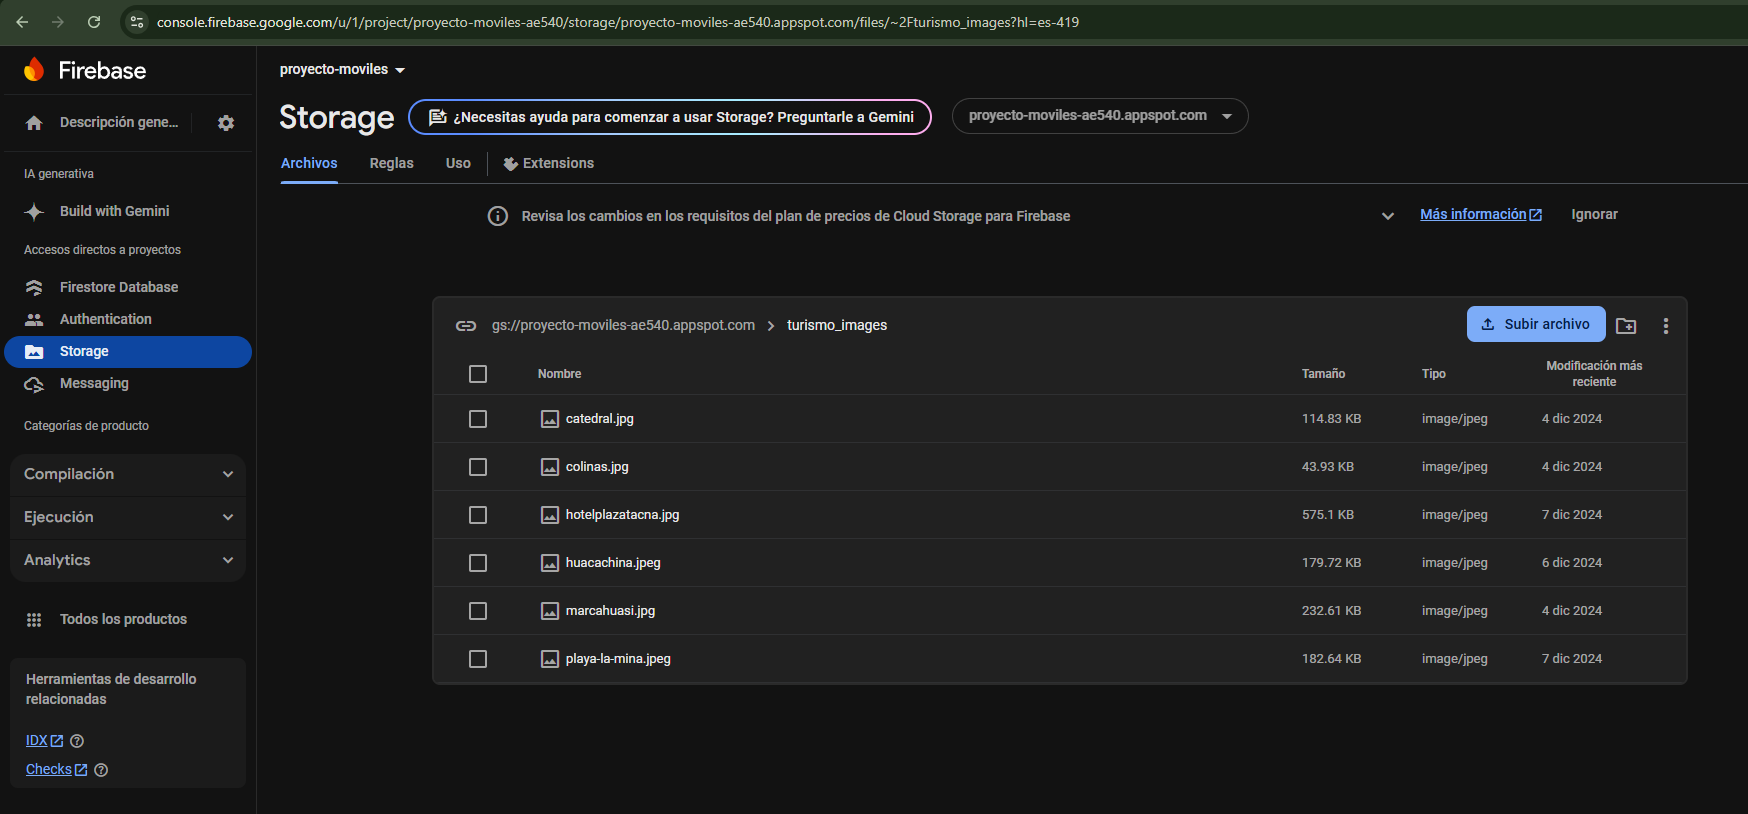 console.firebase.google.com/u/1/project/proyecto-moviles-ae540/storage/proyecto-moviles-ae540.appspot.com/files/~2Fturismo_images?hl=es-419
Firebase
Descripción gene...
IA generativa
Build with Gemini
Accesos directos a proyectos
Firestore Database
Authentication
Storage
Messaging
Categorías de producto
Compilación
Ejecución
Analytics
Todos los productos
Herramientas de desarrollo
relacionadas
IDX
Checks
proyecto-moviles
Storage
¿Necesitas ayuda para comenzar a usar Storage? Preguntarle a Gemini
proyecto-moviles-ae540.appspot.com
Archivos Reglas Uso Extensions
Revisa los cambios en los requisitos del plan de precios de Cloud Storage para Firebase Más información Ignorar
gs://proyecto-moviles-ae540.appspot.com > turismo_images Subir archivo
Nombre Tamaño Tipo Modificación más
reciente
catedral.jpg 114.83 KB image/jpeg 4 dic 2024
colinas.jpg 43.93 KB image/jpeg 4 dic 2024
hotelplazatacna.jpg 575.1 KB image/jpeg 7 dic 2024
huacachina.jpeg 179.72 KB image/jpeg 6 dic 2024
marcahuasi.jpg 232.61 KB image/jpeg 4 dic 2024
playa-la-mina.jpeg 182.64 KB image/jpeg 7 dic 2024